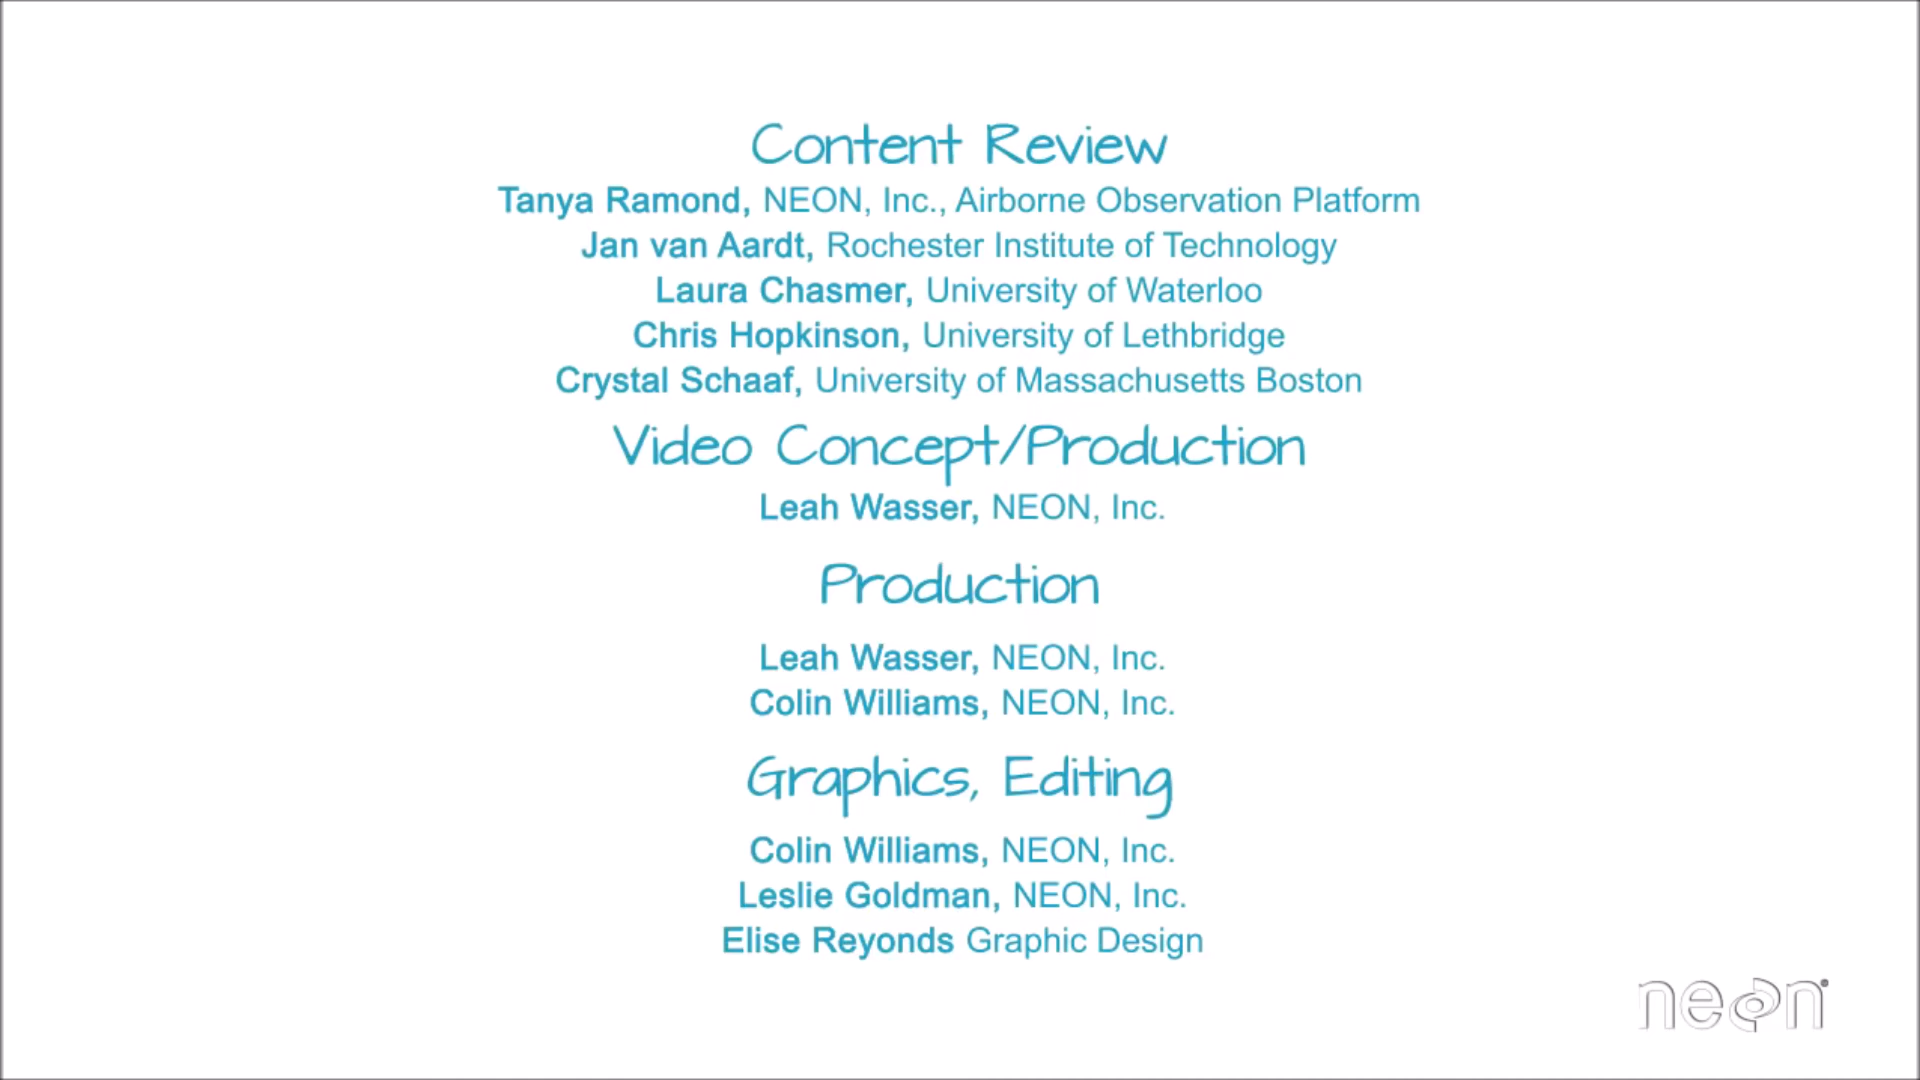 Content Review
Tanya Ramond, NEON, Inc., Airborne Observation Platform
Jan van Aardt, Rochester Institute of Technology
Laura Chasmer, University of Waterloo
Chris Hopkinson, University of Lethbridge
Crystal Schaaf, University of Massachusetts Boston
Video Concept/Production
Leah Wasser, NEON, Inc.
Production
Leah Wasser, NEON, Inc.
Colin Williams, NEON, Inc.
Graphics, Editing
Colin Williams, NEON, Inc.
Leslie Goldman, NEON, Inc.
Elise Reyonds Graphic Design
neon